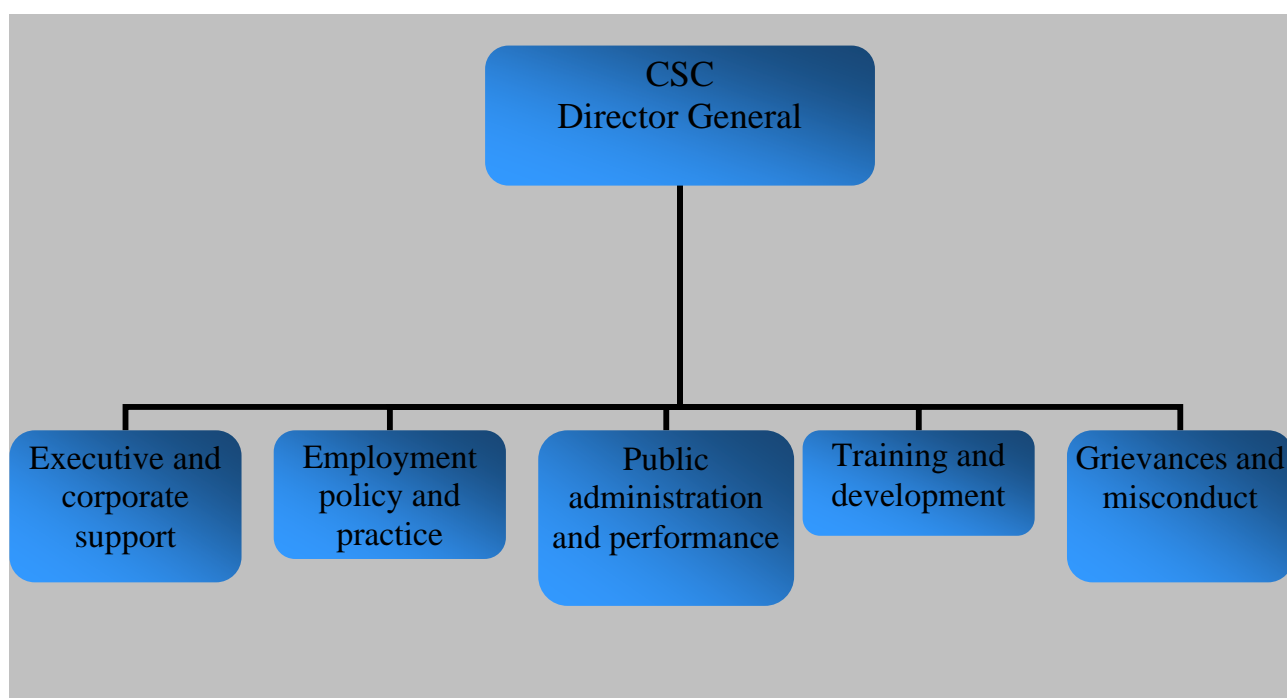 CSC
Director General
Executive and
corporate
support
Employment
policy and
practice
Public
administration
and performance
Training and
development
Grievances and
misconduct